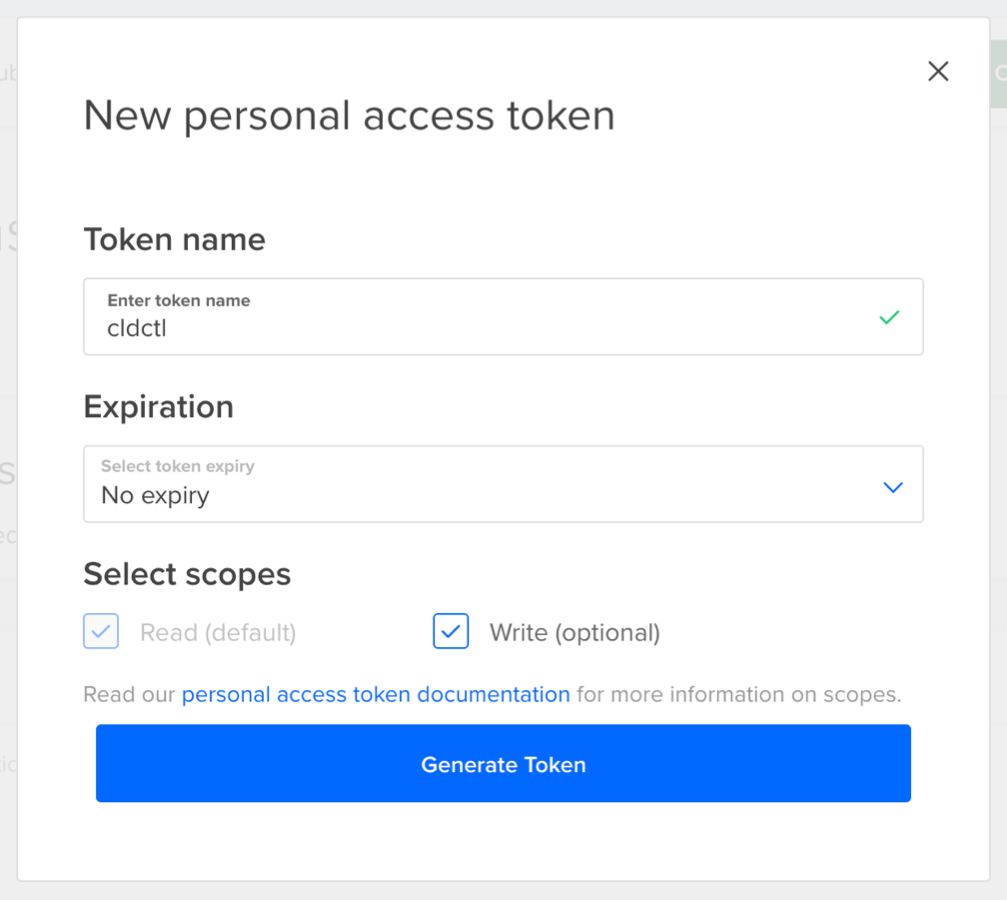 New personal access token
Token name
Enter token name
cldctl
Expiration
Select token expiry
No expiry
Select scopes
Read (default)
Write (optional)
Read our personal access token documentation for more information on scopes.
Generate Token